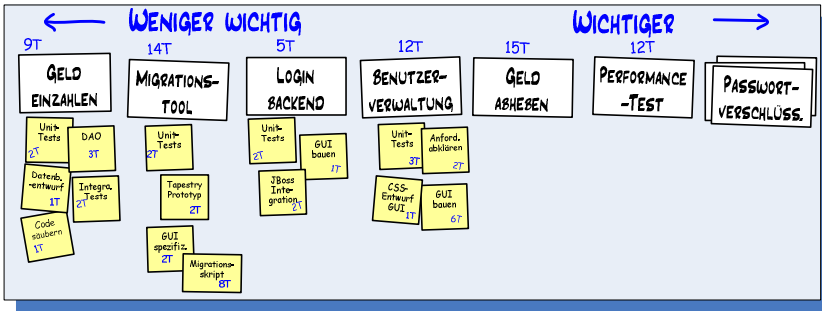 WENIGER WICHTIG
WICHTIGER
9T
GELD
EINZAHLEN
Unit-
Tests
2T
DAO
3T
Datenb.
-entwurf
1T
Integra.
Tests
2T
Code
säubern
1T
14T
MIGRATIONS-
TOOL
Unit-
Tests
2T
Tapestry
Prototyp
2T
GUI
spezifiz.
2T
Migrations-
skript
8T
5T
LOGIN
BACKEND
Unit-
Tests
2T
GUI
bauen
1T
JBoss
Inte-
gration
2T
12T
BENUTZER-
VERWALTUNG
Unit-
Tests
3T
Anford.
abklären
2T
CSS-
Entwurf
GUI
1T
GUI
bauen
6T
15T
GELD
ABHEBEN
12T
PERFORMANCE
-TEST
PASSWORT-
VERSCHLÜSS.